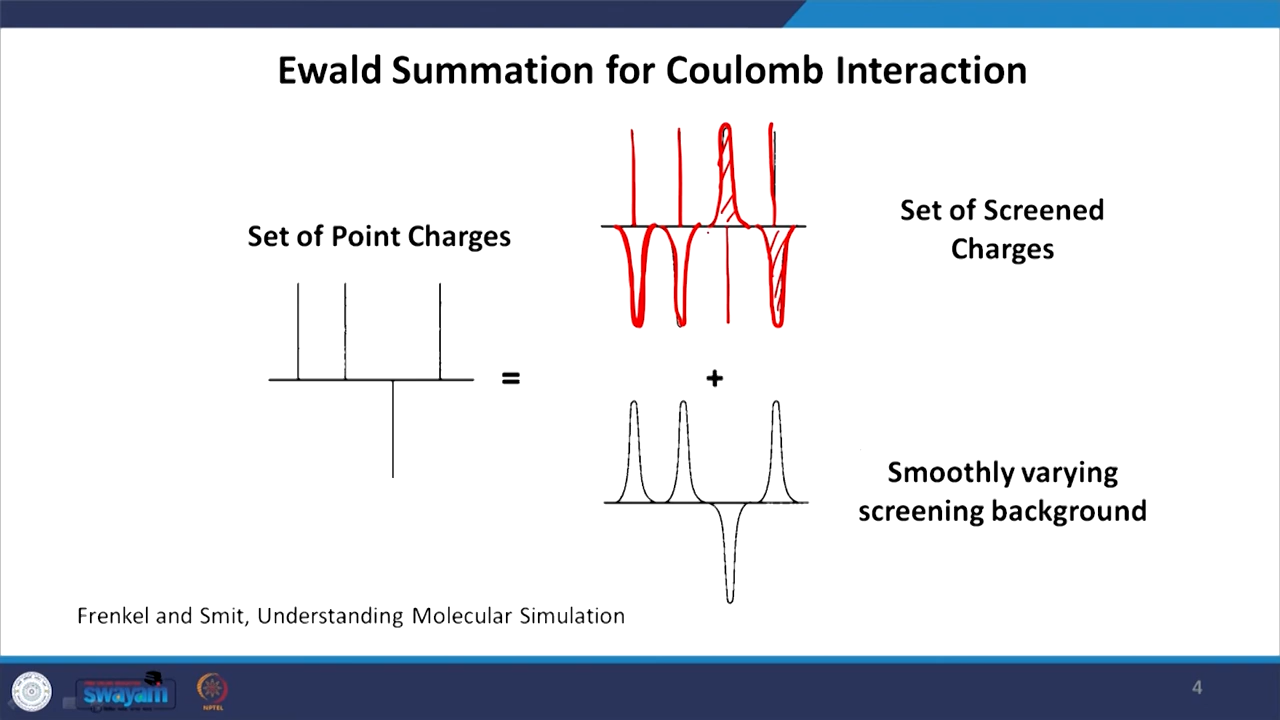 Ewald Summation for Coulomb Interaction
Set of Point Charges
Set of Screened
Charges
=
+
Smoothly varying
screening background
Frenkel and Smit, Understanding Molecular Simulation
swayam
NPTEL
4